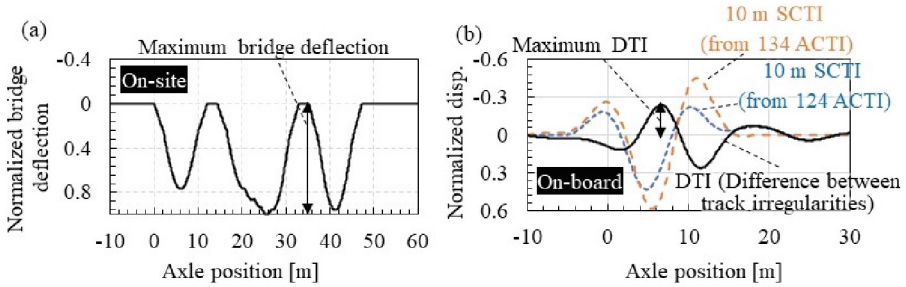 (a)
Maximum bridge deflection
-0.4
On-site
0
0.4
0.8
Normalized bridge
deflection
-10 0 10 20 30 40 50 60
Axle position [m]
(b)
Maximum DTI
10 m SCTI
(from 134 ACTI)
10 m SCTI
(from 124 ACTI)
-0.6
-0.3
0
0.3
0.6
Normalized disp.
On-board
DTI (Difference between
track irregularities)
-10 0 10 20 30
Axle position [m]